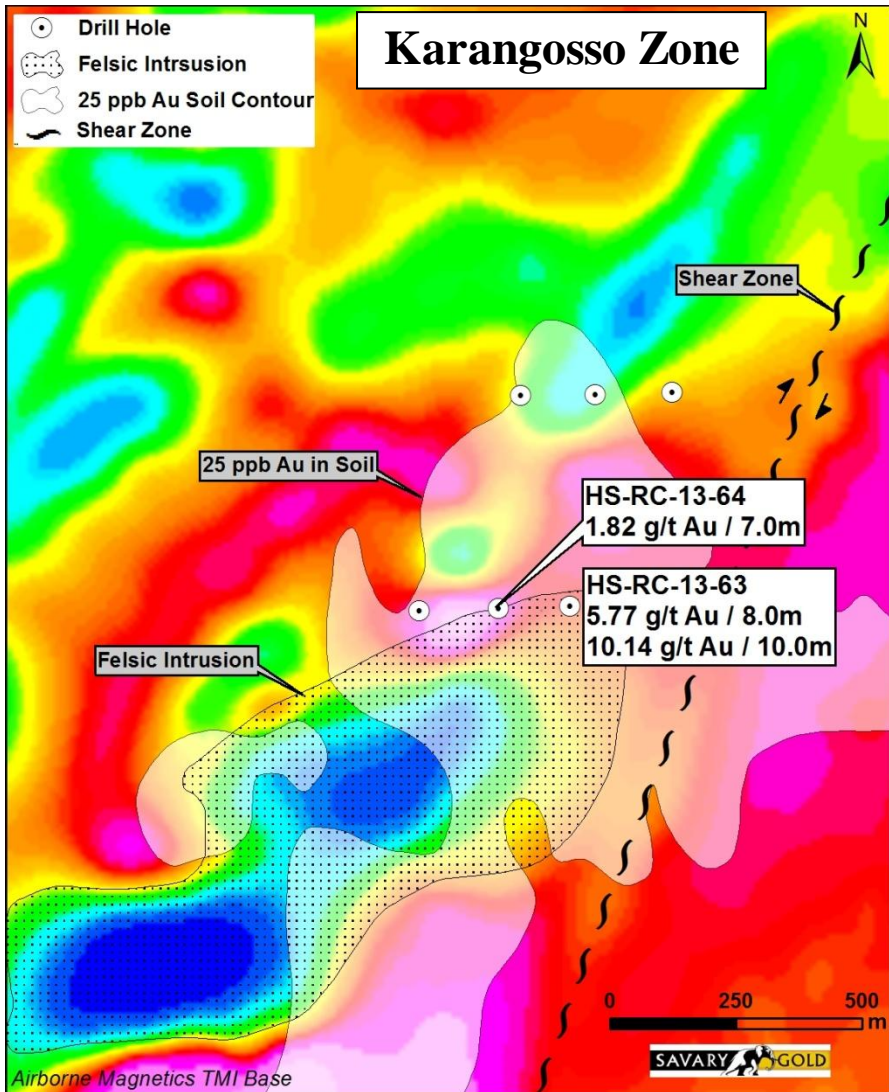 Drill Hole
Felsic Intrsusion
25 ppb Au Soil Contour
Shear Zone
Karangosso Zone
N
Shear Zone
25 ppb Au in Soil
HS-RC-13-64
1.82 g/t Au / 7.0m
HS-RC-13-63
5.77 g/t Au / 8.0m
10.14 g/t Au / 10.0m
Felsic Intrusion
0 250 500
m
SAVARY GOLD
Airborne Magnetics TMI Base